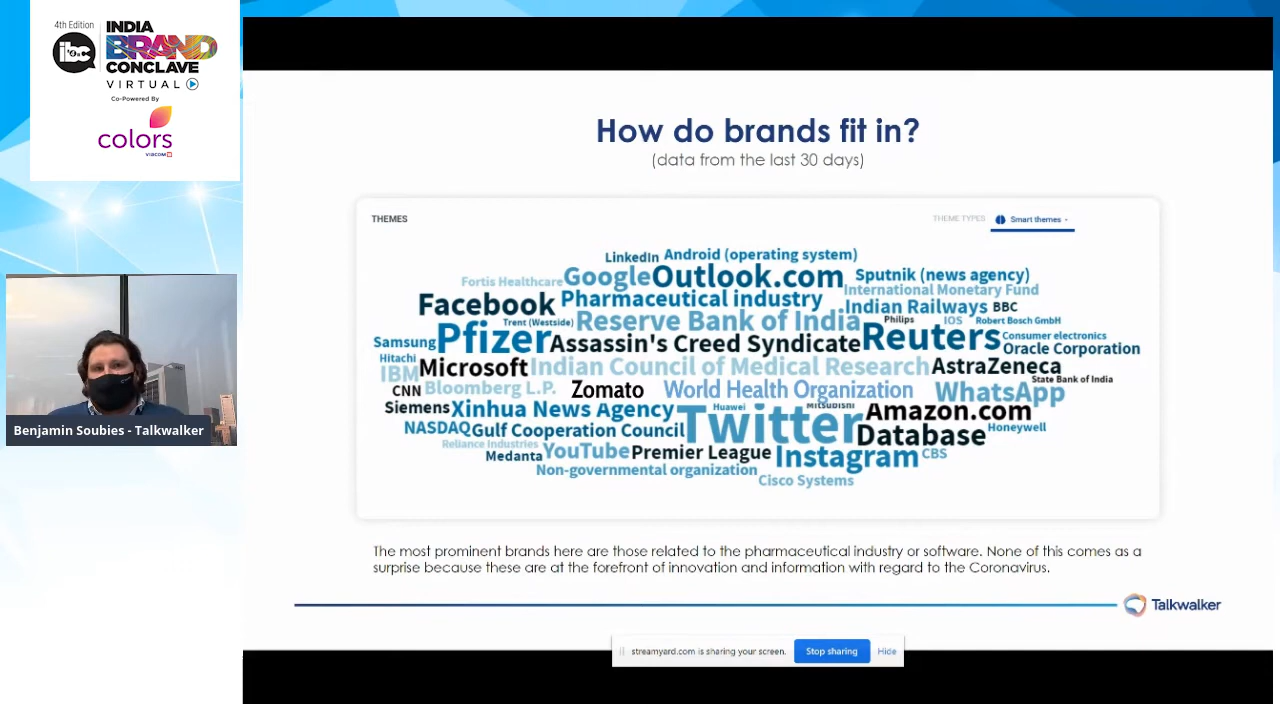 4th Edition
ibc
INDIA
BRAND
CONCLAVE
VIRTUAL
Co-Powered By
colors
VIACOM18
Benjamin Soubies - Talkwalker
How do brands fit in?
(data from the last 30 days)
THEMES
THEME TYPES Smart themes
LinkedIn Android (operating system)
Fortis Healthcare Google Outlook.com Sputnik (news agency)
Facebook Pharmaceutical industry International Monetary Fund
Indian Railways BBC
Trent (Westside) Reserve Bank of India Philips IOS Robert Bosch GmbH
Samsung Pfizer Assassin's Creed Syndicate Reuters Consumer electronics
Oracle Corporation
Hitachi
IBM Microsoft Indian Council of Medical Research AstraZeneca
State Bank of India
CNN Bloomberg L.P. Zomato World Health Organization WhatsApp
Siemens Xinhua News Agency Huawei Mitsubishi Amazon.com
NASDAQ Gulf Cooperation Council Twitter Database Honeywell
Reliance Industries
Medanta YouTube Premier League Instagram CBS
Non-governmental organization
Cisco Systems
The most prominent brands here are those related to the pharmaceutical industry or software. None of this comes as a
surprise because these are at the forefront of innovation and information with regard to the Coronavirus.
Talkwalker
streamyard.com is sharing your screen. Stop sharing Hide